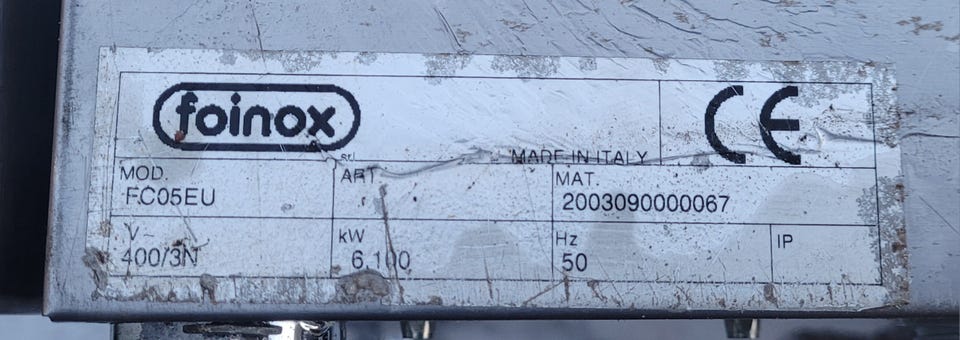 foinox
srl
MADE IN ITALY
CE
MOD. ART. MAT.
FC05EU 2003090000067
V~ kW Hz IP
400/3N 6,100 50